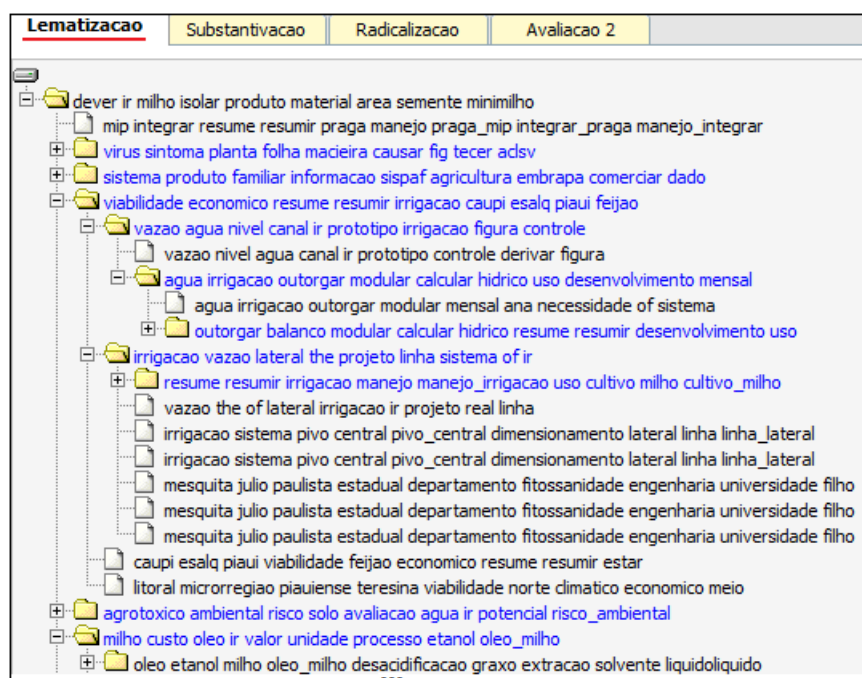 Lematizacao Substantivacao Radicalizacao Avaliacao 2
dever ir milho isolar produto material area semente minimilho
mip integrar resume resumir praga manejo praga_mip integrar_praga manejo_integrar
virus sintoma planta folha macieira causar fig tecer aclsv
sistema produto familiar informacao sispaf agricultura embrapa comerciar dado
viabilidade economico resume resumir irrigacao caupi esalq piaui feijao
vazao agua nivel canal ir prototipo irrigacao figura controle
vazao nivel agua canal ir prototipo controle derivar figura
agua irrigacao outorgar modular calcular hidrico uso desenvolvimento mensal
agua irrigacao outorgar modular mensal ana necessidade of sistema
outorgar balanco modular calcular hidrico resume resumir desenvolvimento uso
irrigacao vazao lateral the projeto linha sistema of ir
resume resumir irrigacao manejo manejo_irrigacao uso cultivo milho cultivo_milho
vazao the of lateral irrigacao ir projeto real linha
irrigacao sistema pivo central pivo_central dimensionamento lateral linha linha_lateral
irrigacao sistema pivo central pivo_central dimensionamento lateral linha linha_lateral
mesquita julio paulista estadual departamento fitossanidade engenharia universidade filho
mesquita julio paulista estadual departamento fitossanidade engenharia universidade filho
mesquita julio paulista estadual departamento fitossanidade engenharia universidade filho
caupi esalq piaui viabilidade feijao economico resume resumir estar
litoral microrregiao piauiense teresina viabilidade norte climatico economico meio
agrotoxico ambiental risco solo avaliacao agua ir potencial risco_ambiental
milho custo oleo ir valor unidade processo etanol oleo_milho
oleo etanol milho oleo_milho desacidificacao graxo extracao solvente liquidoliquido